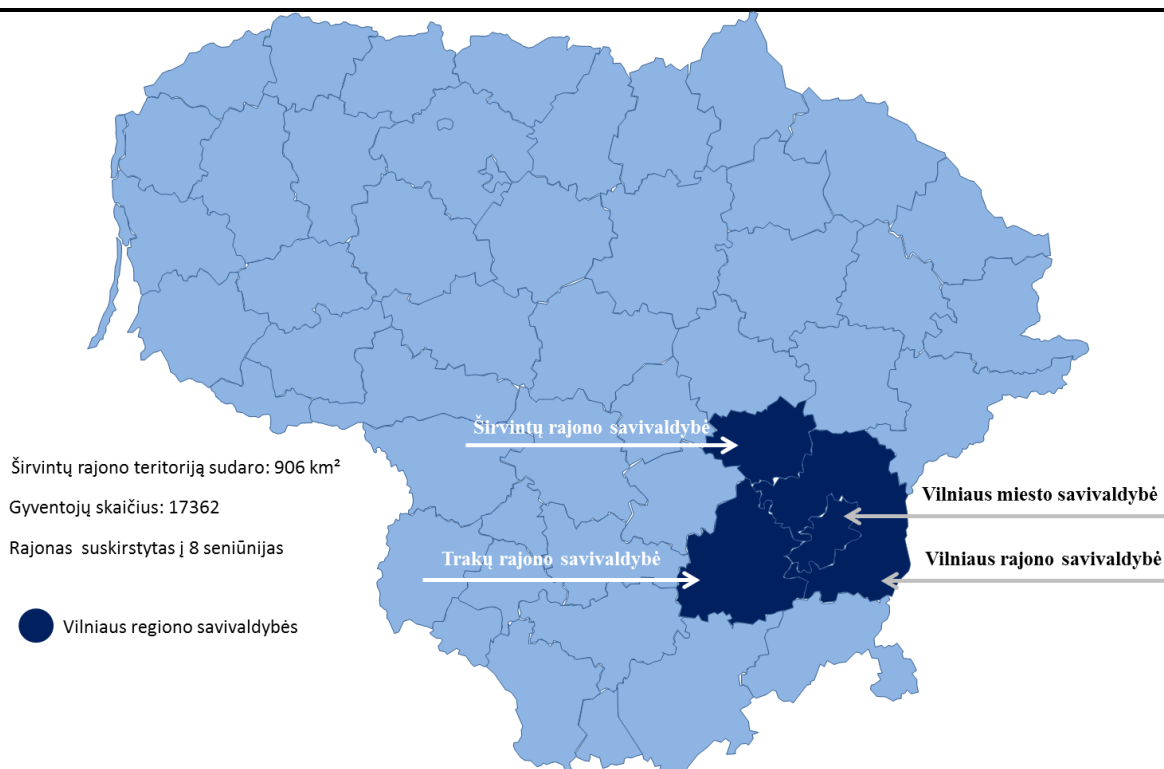 Širvintų rajono savivaldybė
Širvintų rajono teritoriją sudaro: 906 km²
Gyventojų skaičius: 17362
Rajonas suskirstytas į 8 seniūnijas
Vilniaus miesto savivaldybė
Trakų rajono savivaldybė
Vilniaus rajono savivaldybė
Vilniaus regiono savivaldybės